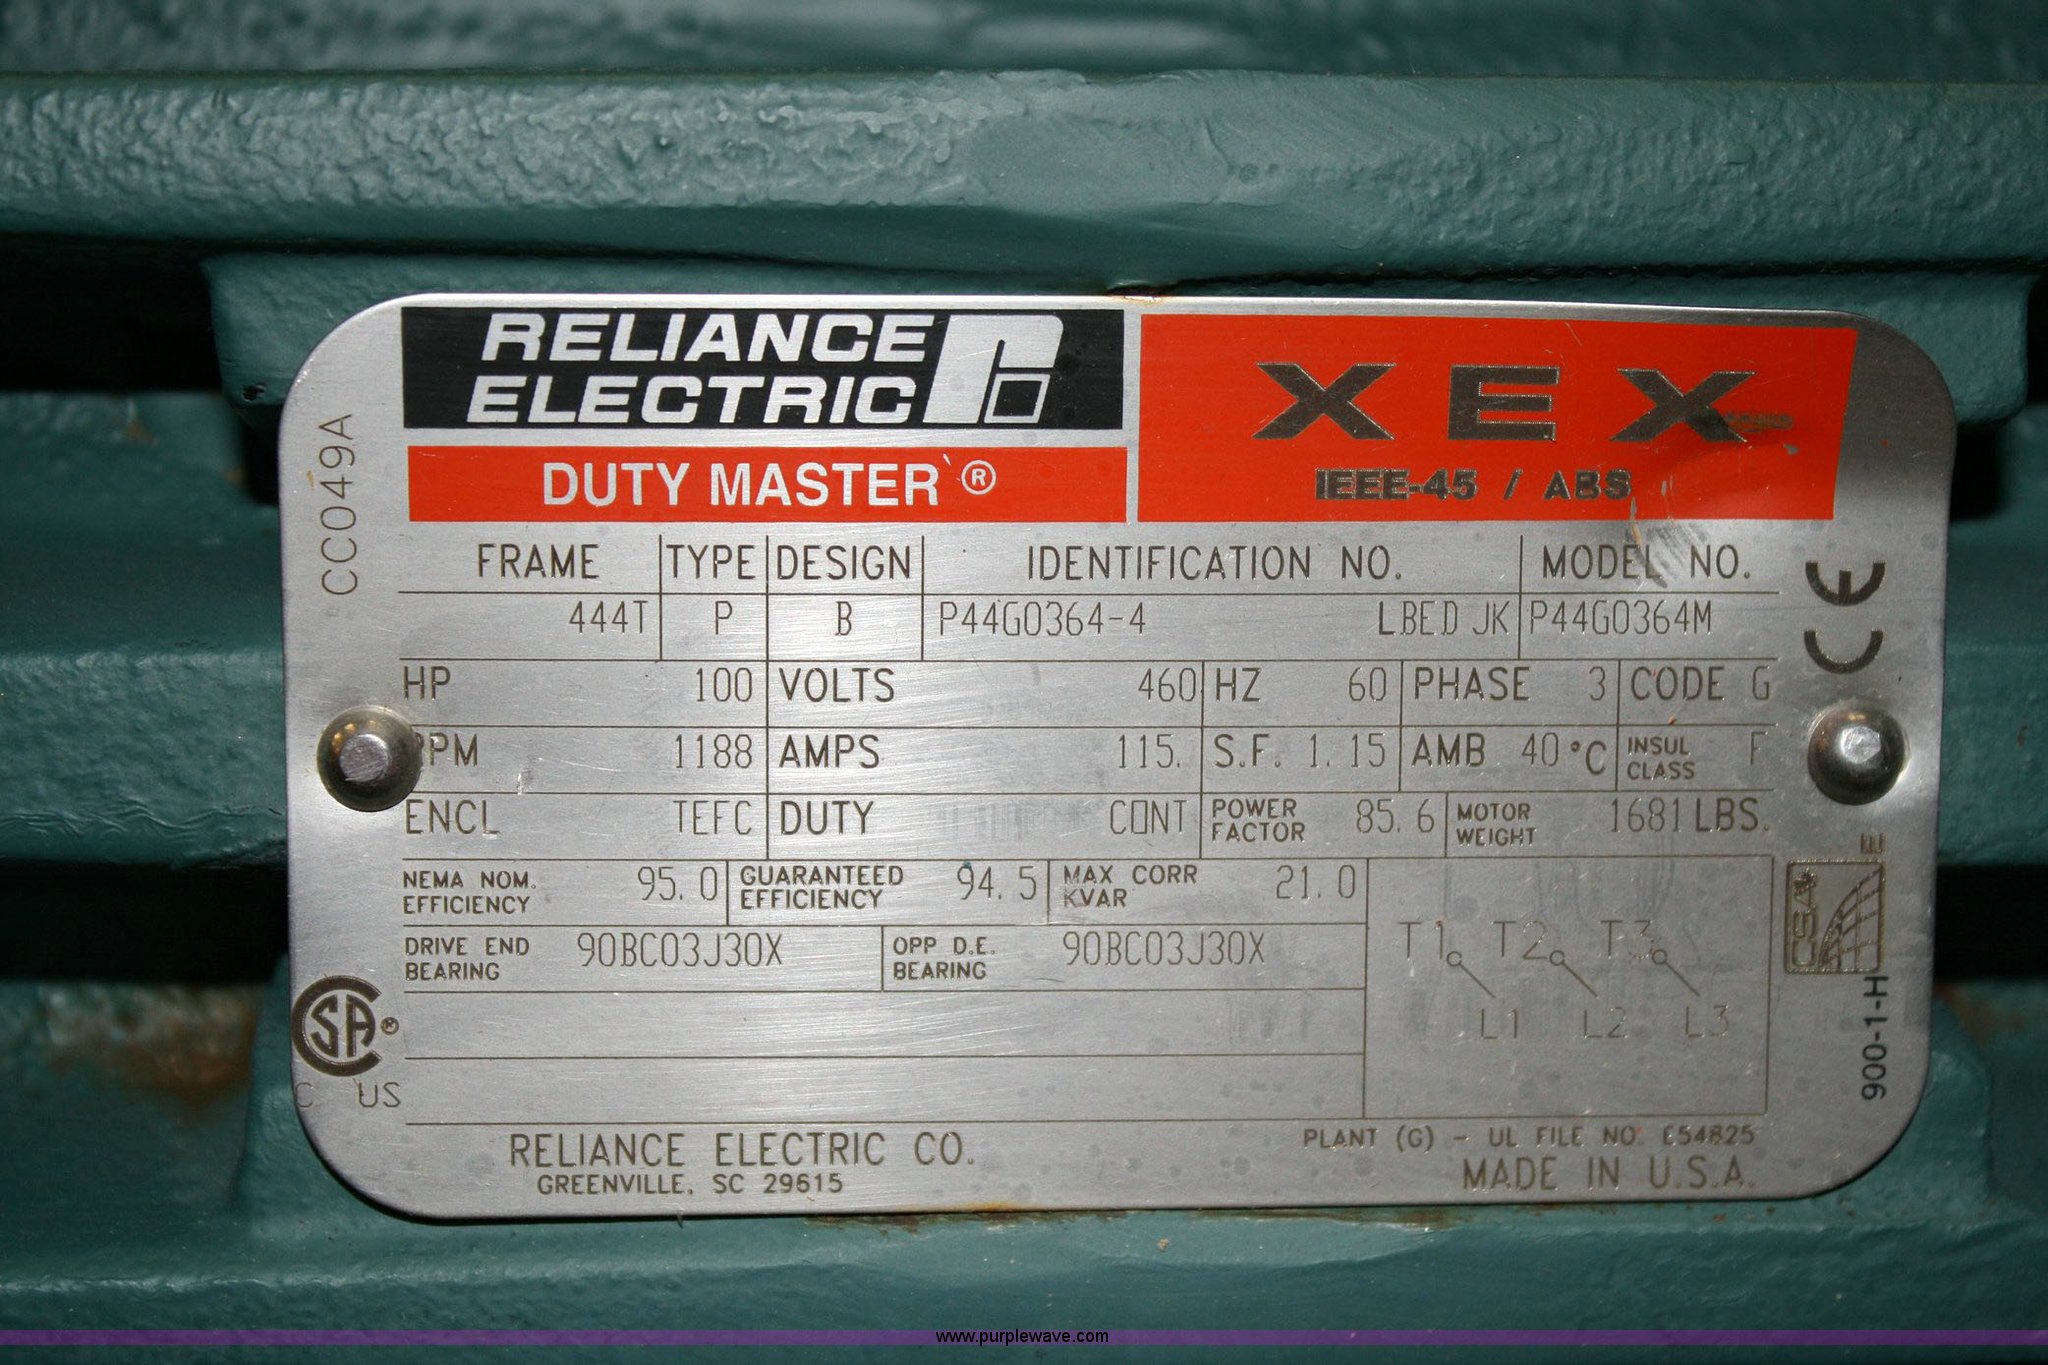 RELIANCE
ELECTRIC
DUTY MASTER ®
XEX
IEEE-45 / ABS
CC049A
FRAME TYPE DESIGN IDENTIFICATION NO. MODEL NO.
444T P B P44G0364-4 LBED JK P44G0364M
HP 100 VOLTS 460 HZ 60 PHASE 3 CODE G
RPM 1188 AMPS 115. S.F. 1.15 AMB 40 °C INSUL CLASS F
ENCL TEFC DUTY CONT POWER FACTOR 85.6 MOTOR WEIGHT 1681 LBS.
NEMA NOM. EFFICIENCY 95.0 GUARANTEED EFFICIENCY 94.5 MAX CORR KVAR 21.0
DRIVE END BEARING 90BC03J30X OPP D.E. BEARING 90BC03J30X
T1 T2 T3
L1 L2 L3
CE
E
CSA
900-1-H
CSA ®
C US
RELIANCE ELECTRIC CO.
GREENVILLE, SC 29615
PLANT (G) - UL FILE NO. E54825
MADE IN U.S.A.
www.purplewave.com